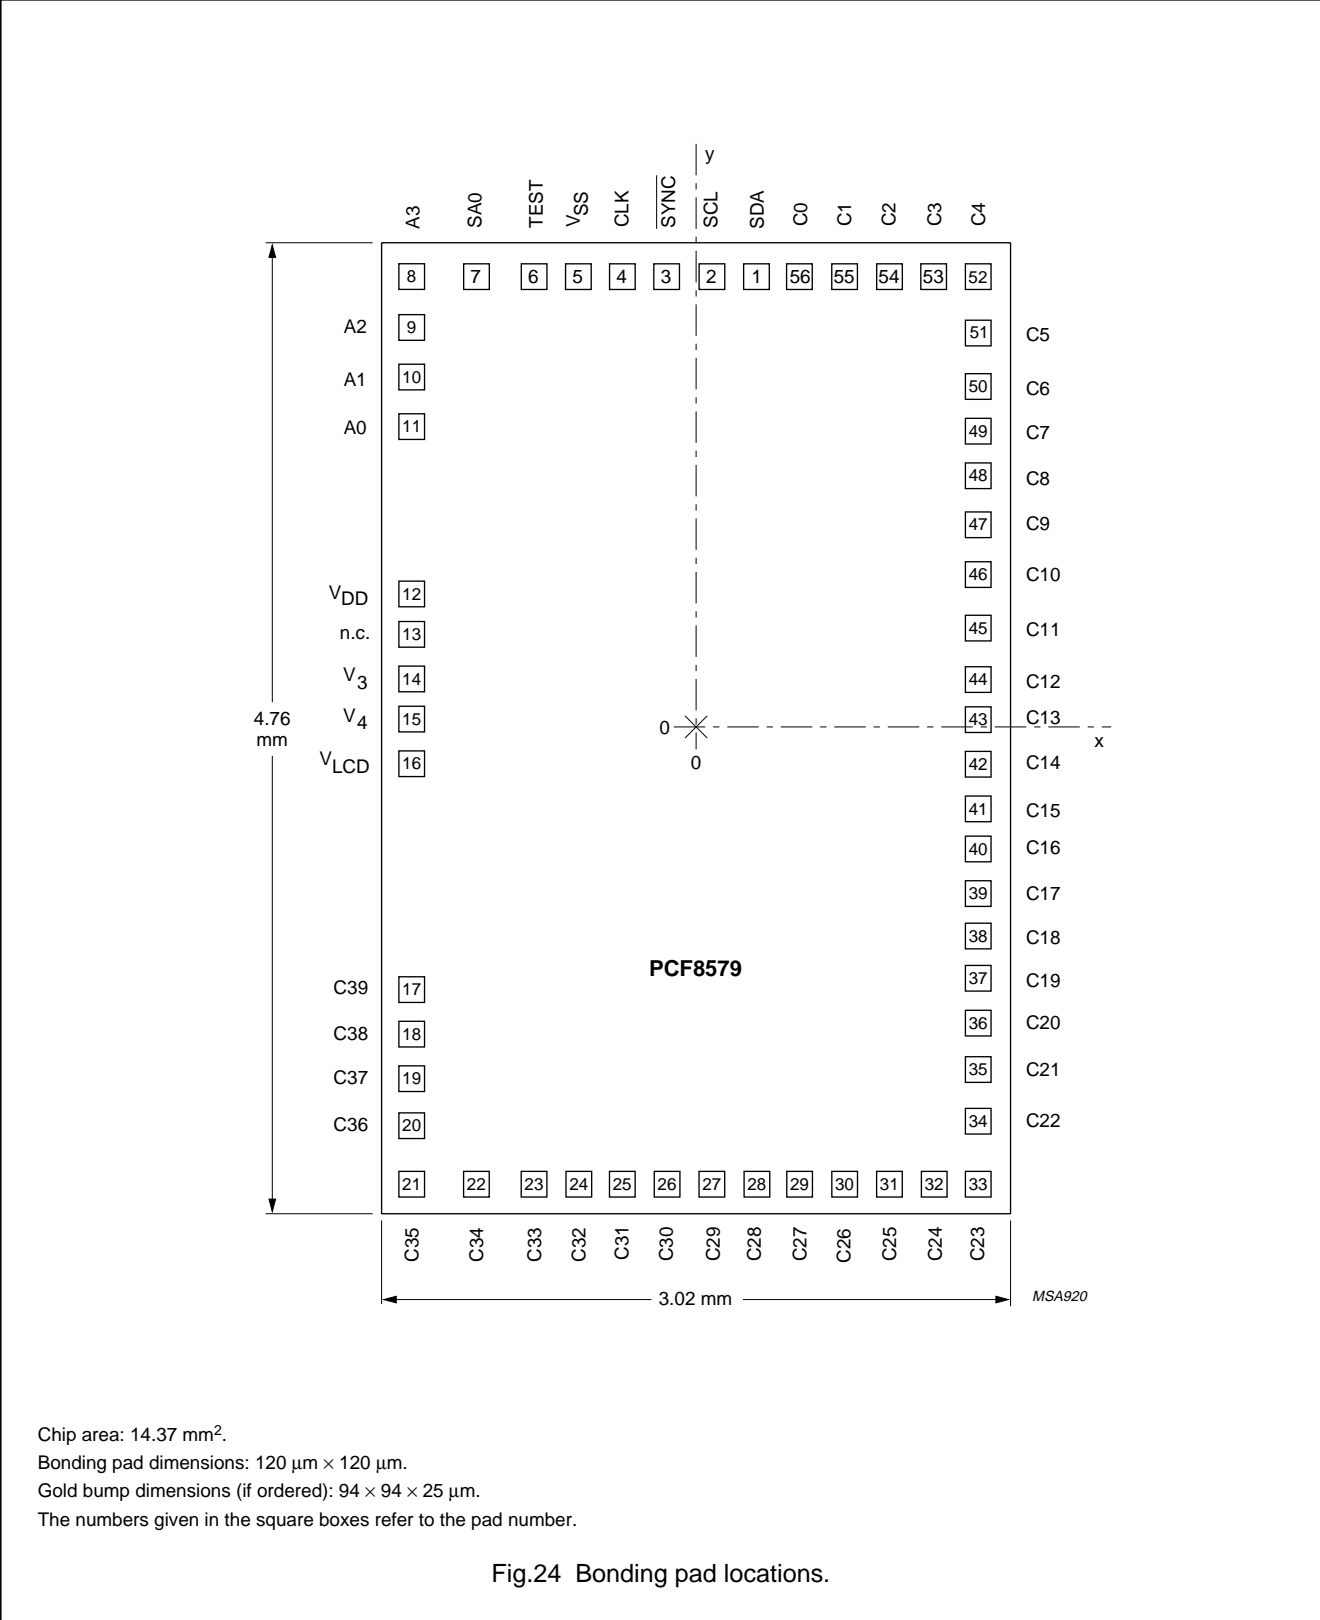 y
A3 SA0 TEST VSS CLK SYNC SCL SDA C0 C1 C2 C3 C4
8 7 6 5 4 3 2 1 56 55 54 53 52
A2 9 51 C5
A1 10 50 C6
A0 11 49 C7
48 C8
47 C9
46 C10
VDD 12
n.c. 13 45 C11
V3 14 44 C12
4.76 mm
V4 15 0 43 C13
x
VLCD 16 0 42 C14
41 C15
40 C16
39 C17
38 C18
PCF8579
C39 17 37 C19
C38 18 36 C20
C37 19 35 C21
C36 20 34 C22
21 22 23 24 25 26 27 28 29 30 31 32 33
C35 C34 C33 C32 C31 C30 C29 C28 C27 C26 C25 C24 C23
3.02 mm MSA920
Chip area: 14.37 mm2.
Bonding pad dimensions: 120 μm × 120 μm.
Gold bump dimensions (if ordered): 94 × 94 × 25 μm.
The numbers given in the square boxes refer to the pad number.
Fig.24 Bonding pad locations.